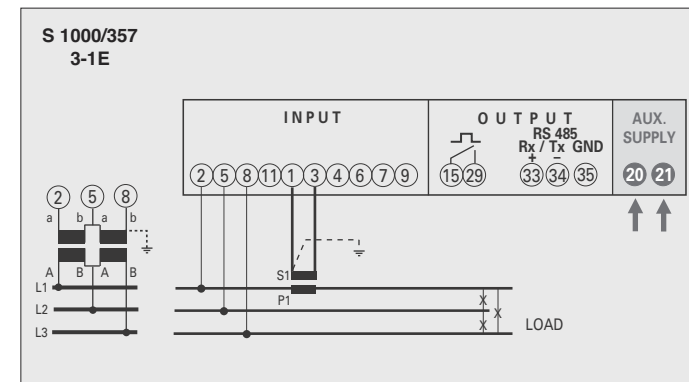 S 1000/357
3-1E
INPUT
OUTPUT
AUX.
SUPPLY
RS 485
Rx / Tx GND
+ −
2 5 8 11 1 3 4 6 7 9
15 29
33 34 35
20 21
2 5 8
a b a b
A B A B
S1
P1
L1
L2
L3
x
x
x
LOAD